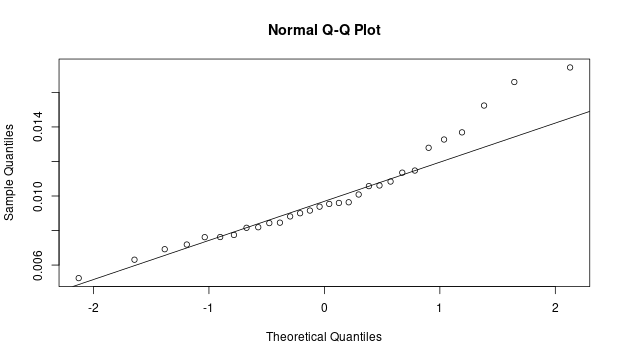 Normal Q-Q Plot
Sample Quantiles
0.014
0.010
0.006
-2 -1 0 1 2
Theoretical Quantiles